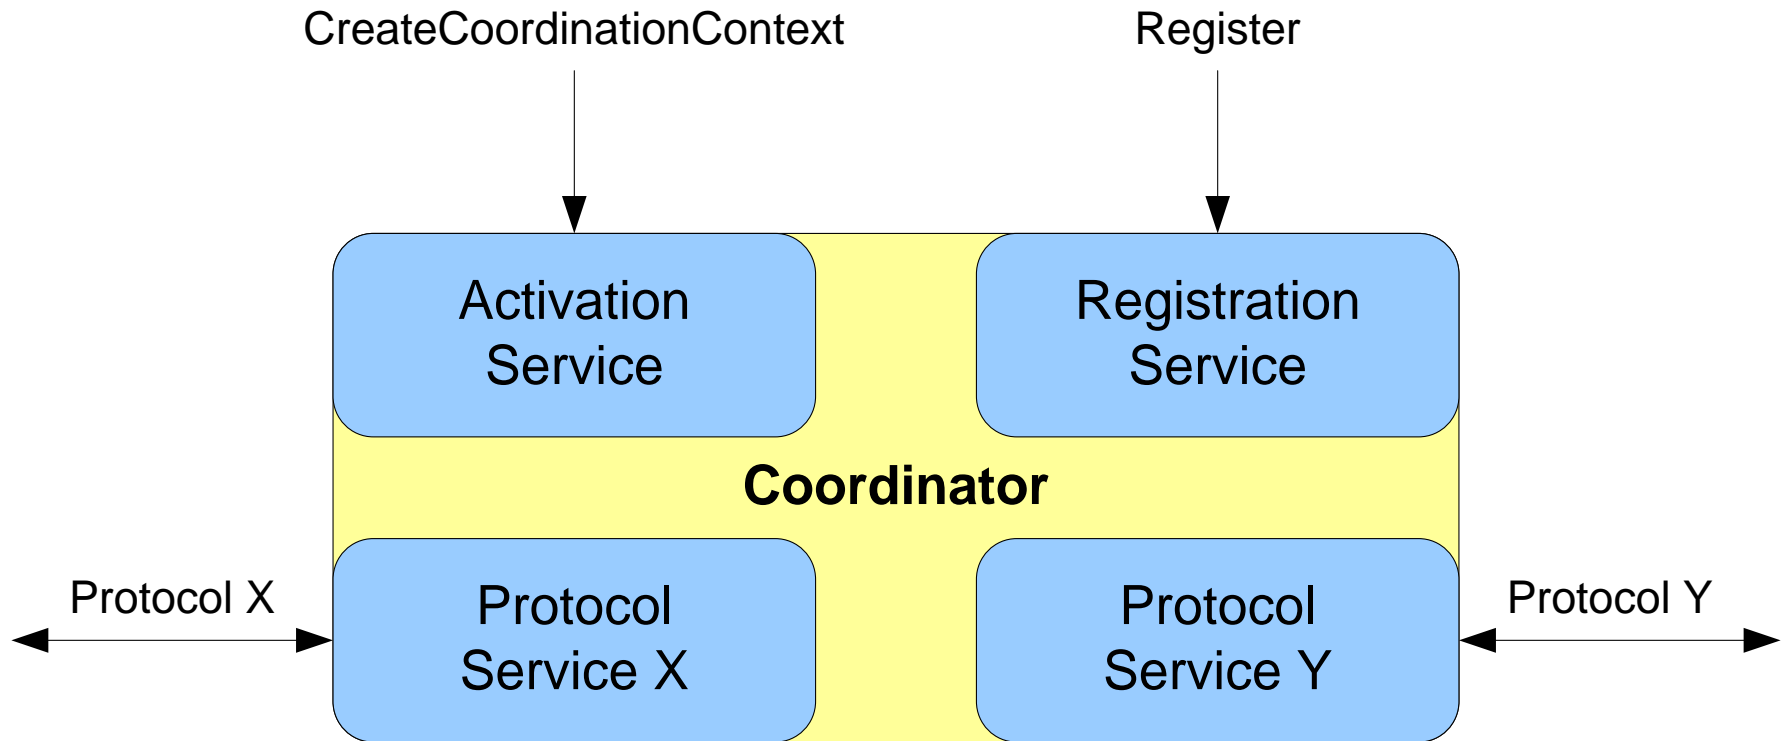 CreateCoordinationContext
Register
Activation
Service
Registration
Service
Coordinator
Protocol X
Protocol
Service X
Protocol
Service Y
Protocol Y